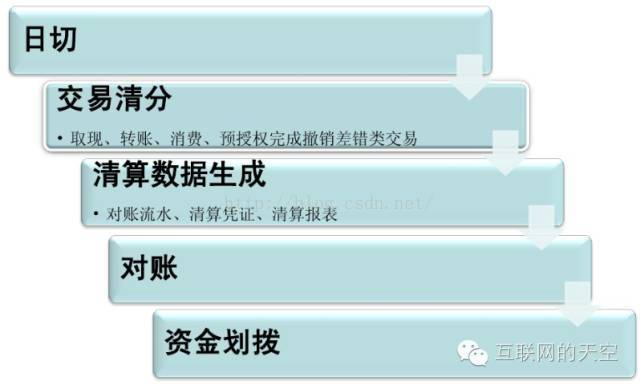 日切
交易清分
• 取现、转账、消费、预授权完成撤销差错类交易
清算数据生成
http://blog.csdn.net/
• 对账流水、清算凭证、清算报表
对账
资金划拨
互联网的天空